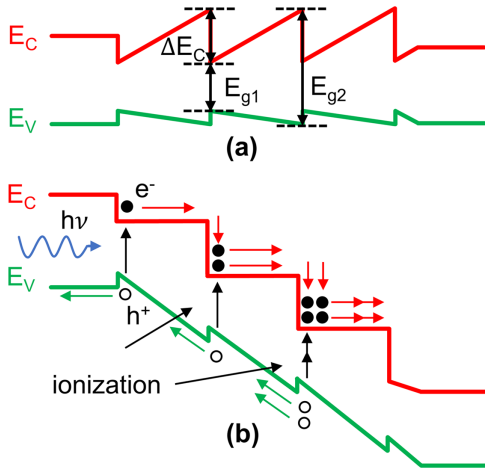 E_C
ΔE_C
E_g1
E_g2
E_V
(a)
E_C
e⁻
hν
E_V
h⁺
ionization
(b)